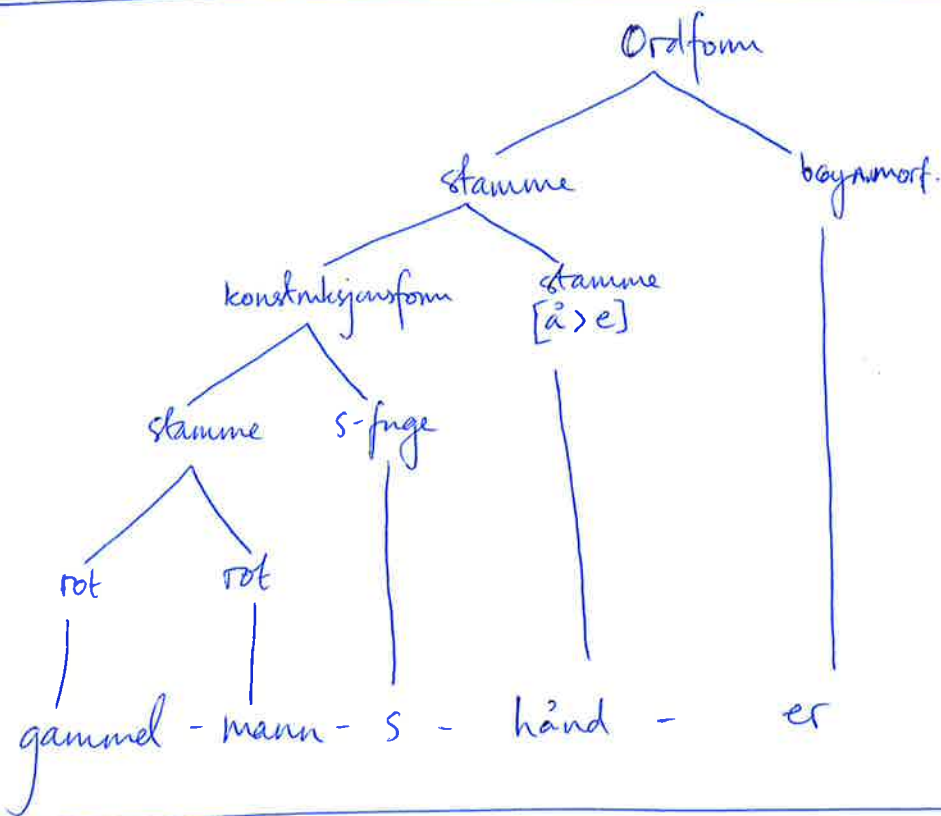 Ordform
stamme bøyn.morf.
konstruksjonsform stamme
[å > e]
stamme s-fuge
rot rot
gammel - mann - s - hånd - er